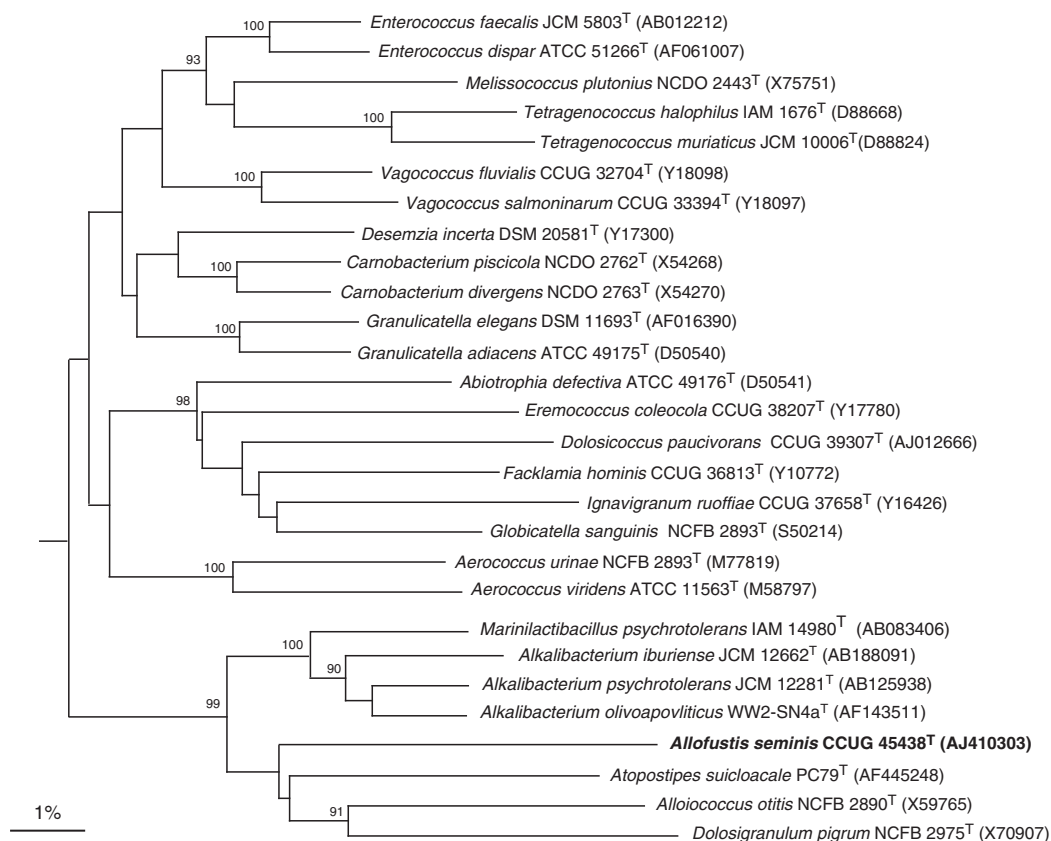 100
Enterococcus faecalis JCM 5803T (AB012212)
Enterococcus dispar ATCC 51266T (AF061007)
93
Melissococcus plutonius NCDO 2443T (X75751)
100
Tetragenococcus halophilus IAM 1676T (D88668)
Tetragenococcus muriaticus JCM 10006T(D88824)
100
Vagococcus fluvialis CCUG 32704T (Y18098)
Vagococcus salmoninarum CCUG 33394T (Y18097)
Desemzia incerta DSM 20581T (Y17300)
100
Carnobacterium piscicola NCDO 2762T (X54268)
Carnobacterium divergens NCDO 2763T (X54270)
100
Granulicatella elegans DSM 11693T (AF016390)
Granulicatella adiacens ATCC 49175T (D50540)
98
Abiotrophia defectiva ATCC 49176T (D50541)
Eremococcus coleocola CCUG 38207T (Y17780)
Dolosicoccus paucivorans CCUG 39307T (AJ012666)
Facklamia hominis CCUG 36813T (Y10772)
Ignavigranum ruoffiae CCUG 37658T (Y16426)
Globicatella sanguinis NCFB 2893T (S50214)
100
Aerococcus urinae NCFB 2893T (M77819)
Aerococcus viridens ATCC 11563T (M58797)
100
Marinilactibacillus psychrotolerans IAM 14980T (AB083406)
90
Alkalibacterium iburiense JCM 12662T (AB188091)
Alkalibacterium psychrotolerans JCM 12281T (AB125938)
99
Alkalibacterium olivoapovliticus WW2-SN4aT (AF143511)
Allofustis seminis CCUG 45438T (AJ410303)
Atopostipes suicloacale PC79T (AF445248)
91
Alloiococcus otitis NCFB 2890T (X59765)
Dolosigranulum pigrum NCFB 2975T (X70907)
1%